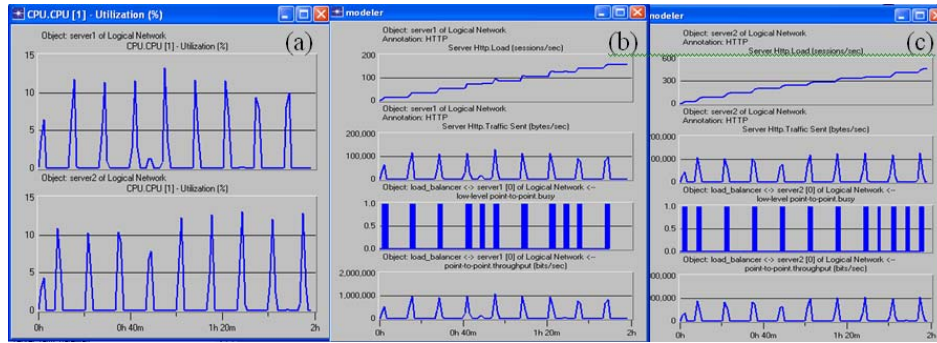 CPU.CPU [1] - Utilization (%)
Object: server1 of Logical Network
CPU.CPU [1] - Utilization (%)
(a)
15
10
5
0
Object: server2 of Logical Network
CPU.CPU [1] - Utilization (%)
15
10
5
0
0h
0h 40m
1h 20m
2h
modeler
Object: server1 of Logical Network
Annotation: HTTP
Server Http.Load (sessions/sec)
(b)
200
100
0
Object: server1 of Logical Network
Annotation: HTTP
Server Http.Traffic Sent (bytes/sec)
200,000
100,000
0
Object: load_balancer <-> server1 [0] of Logical Network <--
low-level point-to-point.busy
1.0
0.5
0.0
Object: load_balancer <-> server1 [0] of Logical Network <--
point-to-point.throughput (bits/sec)
2,000,000
1,000,000
0
0h
0h 40m
1h 20m
2h
modeler
Object: server2 of Logical Network
Annotation: HTTP
Server Http.Load (sessions/sec)
(c)
600
300
0
Object: server2 of Logical Network
Annotation: HTTP
Server Http.Traffic Sent (bytes/sec)
0
Object: load_balancer <-> server2 [0] of Logical Network <--
low-level point-to-point.busy
1.0
0.5
0.0
Object: load_balancer <-> server2 [0] of Logical Network <--
point-to-point.throughput (bits/sec)
0
0h
0h 40m
1h 20m
2h